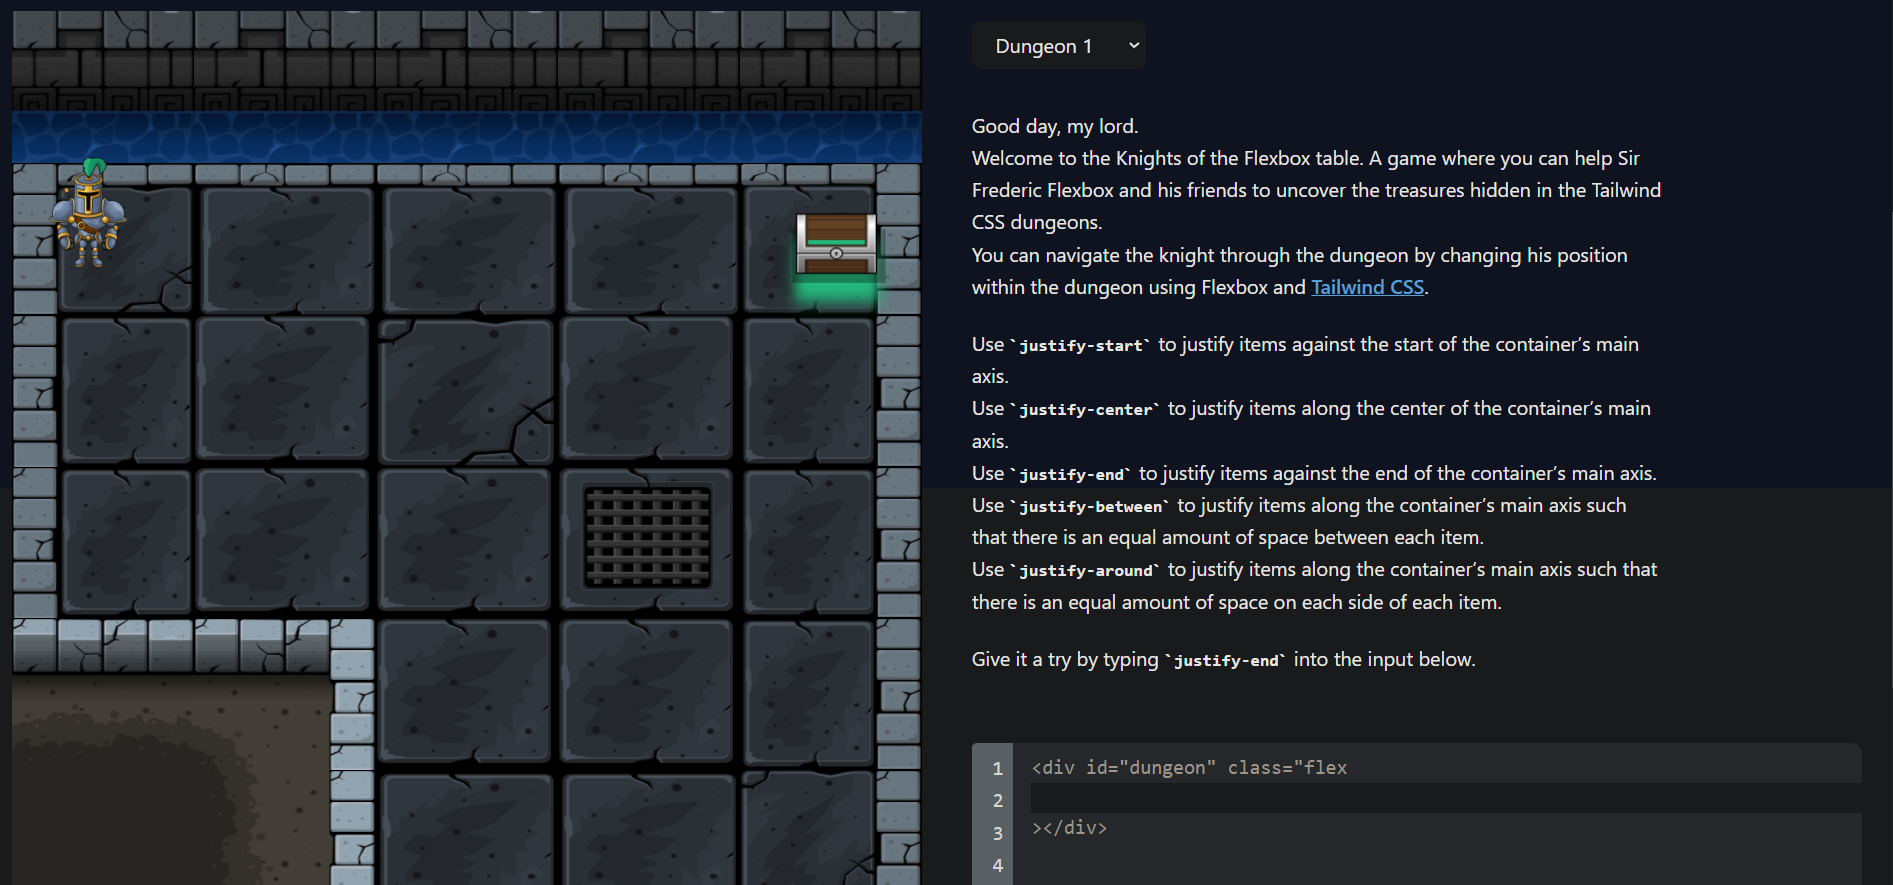 Dungeon 1
Good day, my lord.
Welcome to the Knights of the Flexbox table. A game where you can help Sir
Frederic Flexbox and his friends to uncover the treasures hidden in the Tailwind
CSS dungeons.
You can navigate the knight through the dungeon by changing his position
within the dungeon using Flexbox and Tailwind CSS.
Use `justify-start` to justify items against the start of the container’s main
axis.
Use `justify-center` to justify items along the center of the container’s main
axis.
Use `justify-end` to justify items against the end of the container’s main axis.
Use `justify-between` to justify items along the container’s main axis such
that there is an equal amount of space between each item.
Use `justify-around` to justify items along the container’s main axis such that
there is an equal amount of space on each side of each item.
Give it a try by typing `justify-end` into the input below.
1 <div id="dungeon" class="flex
2
3 ></div>
4